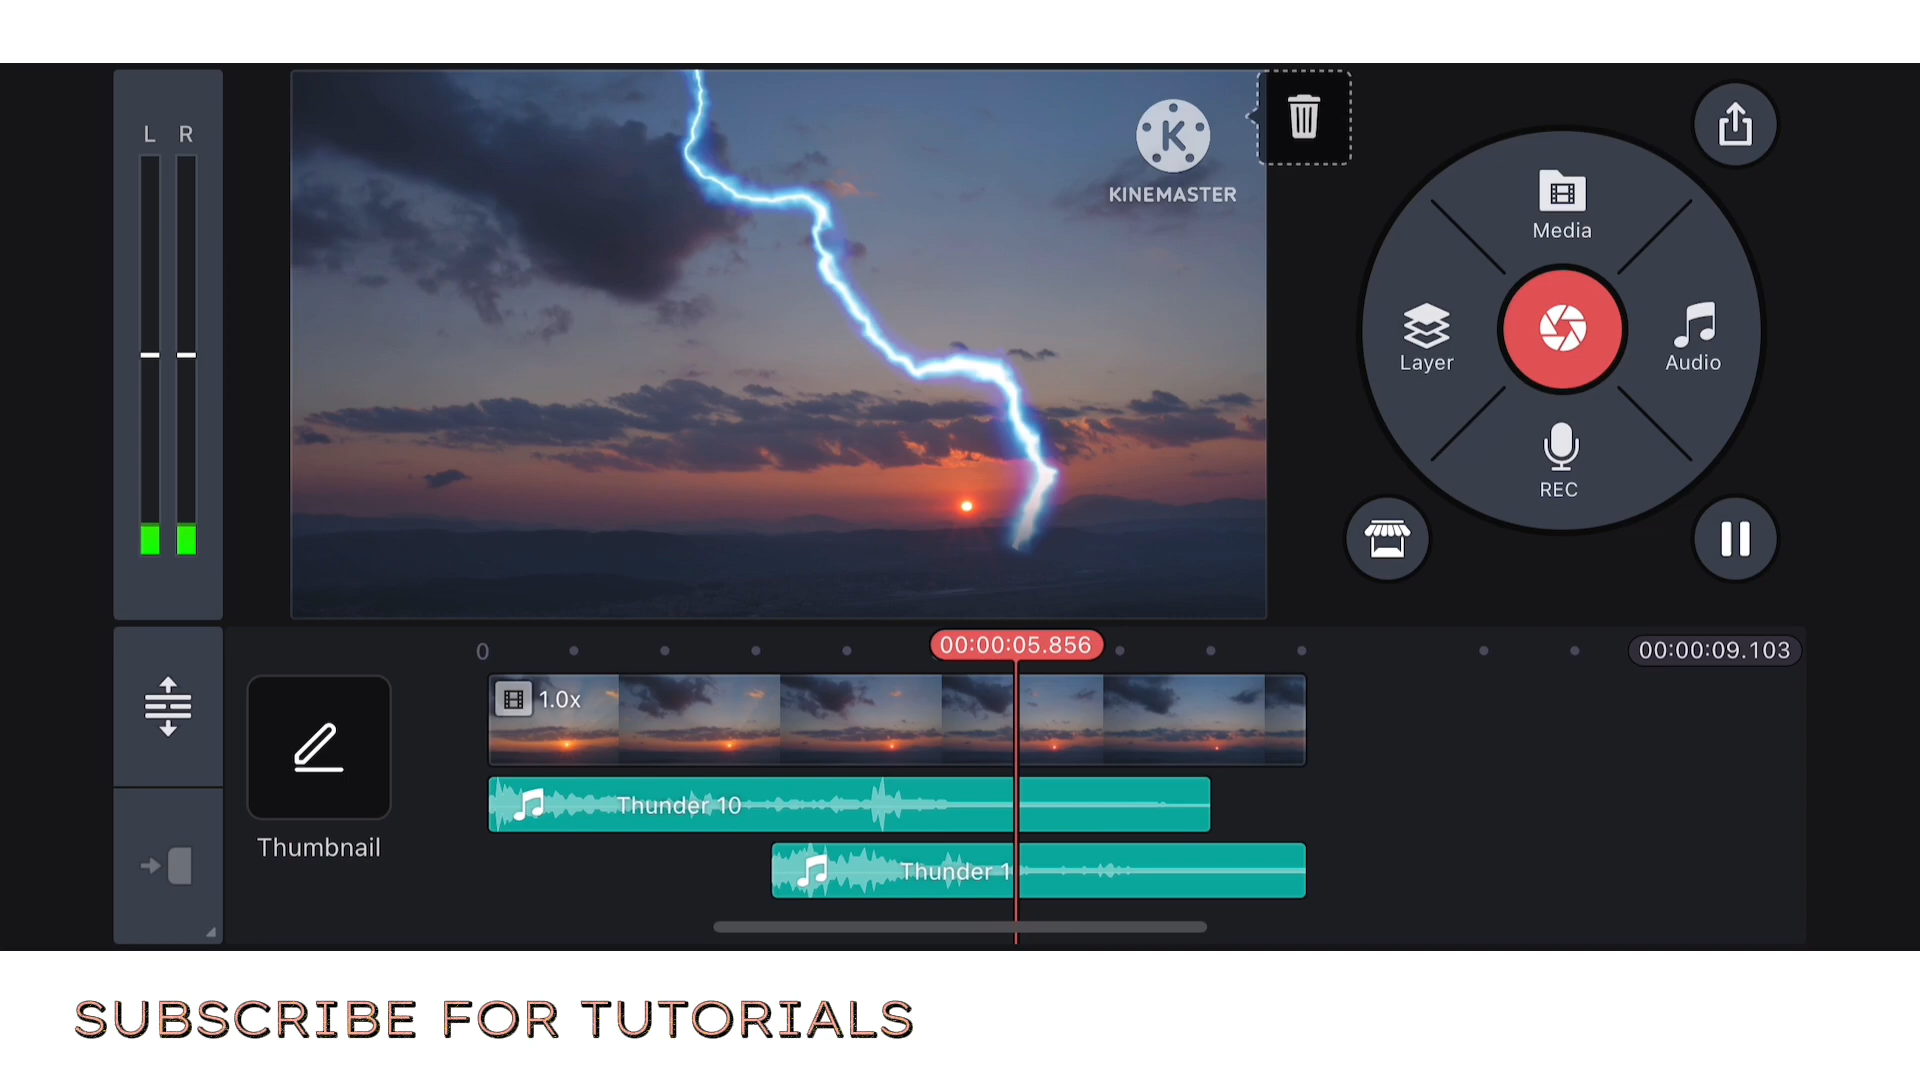 L R
KINEMASTER
Media
Layer
Audio
REC
0
00:00:05.856
00:00:09.103
1.0x
Thumbnail
Thunder 10
Thunder 1
SUBSCRIBE FOR TUTORIALS